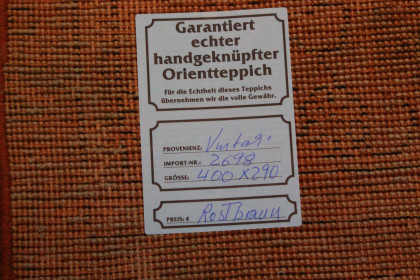 Garantiert
echter
handgeknüpfter
Orientteppich
Für die Echtheit dieses Teppichs
übernehmen wir die volle Gewähr.
PROVENIENZ: Vintage
IMPORT-NR.: 2698
GRÖSSE: 400 x 290
PREIS: € Rostbraun